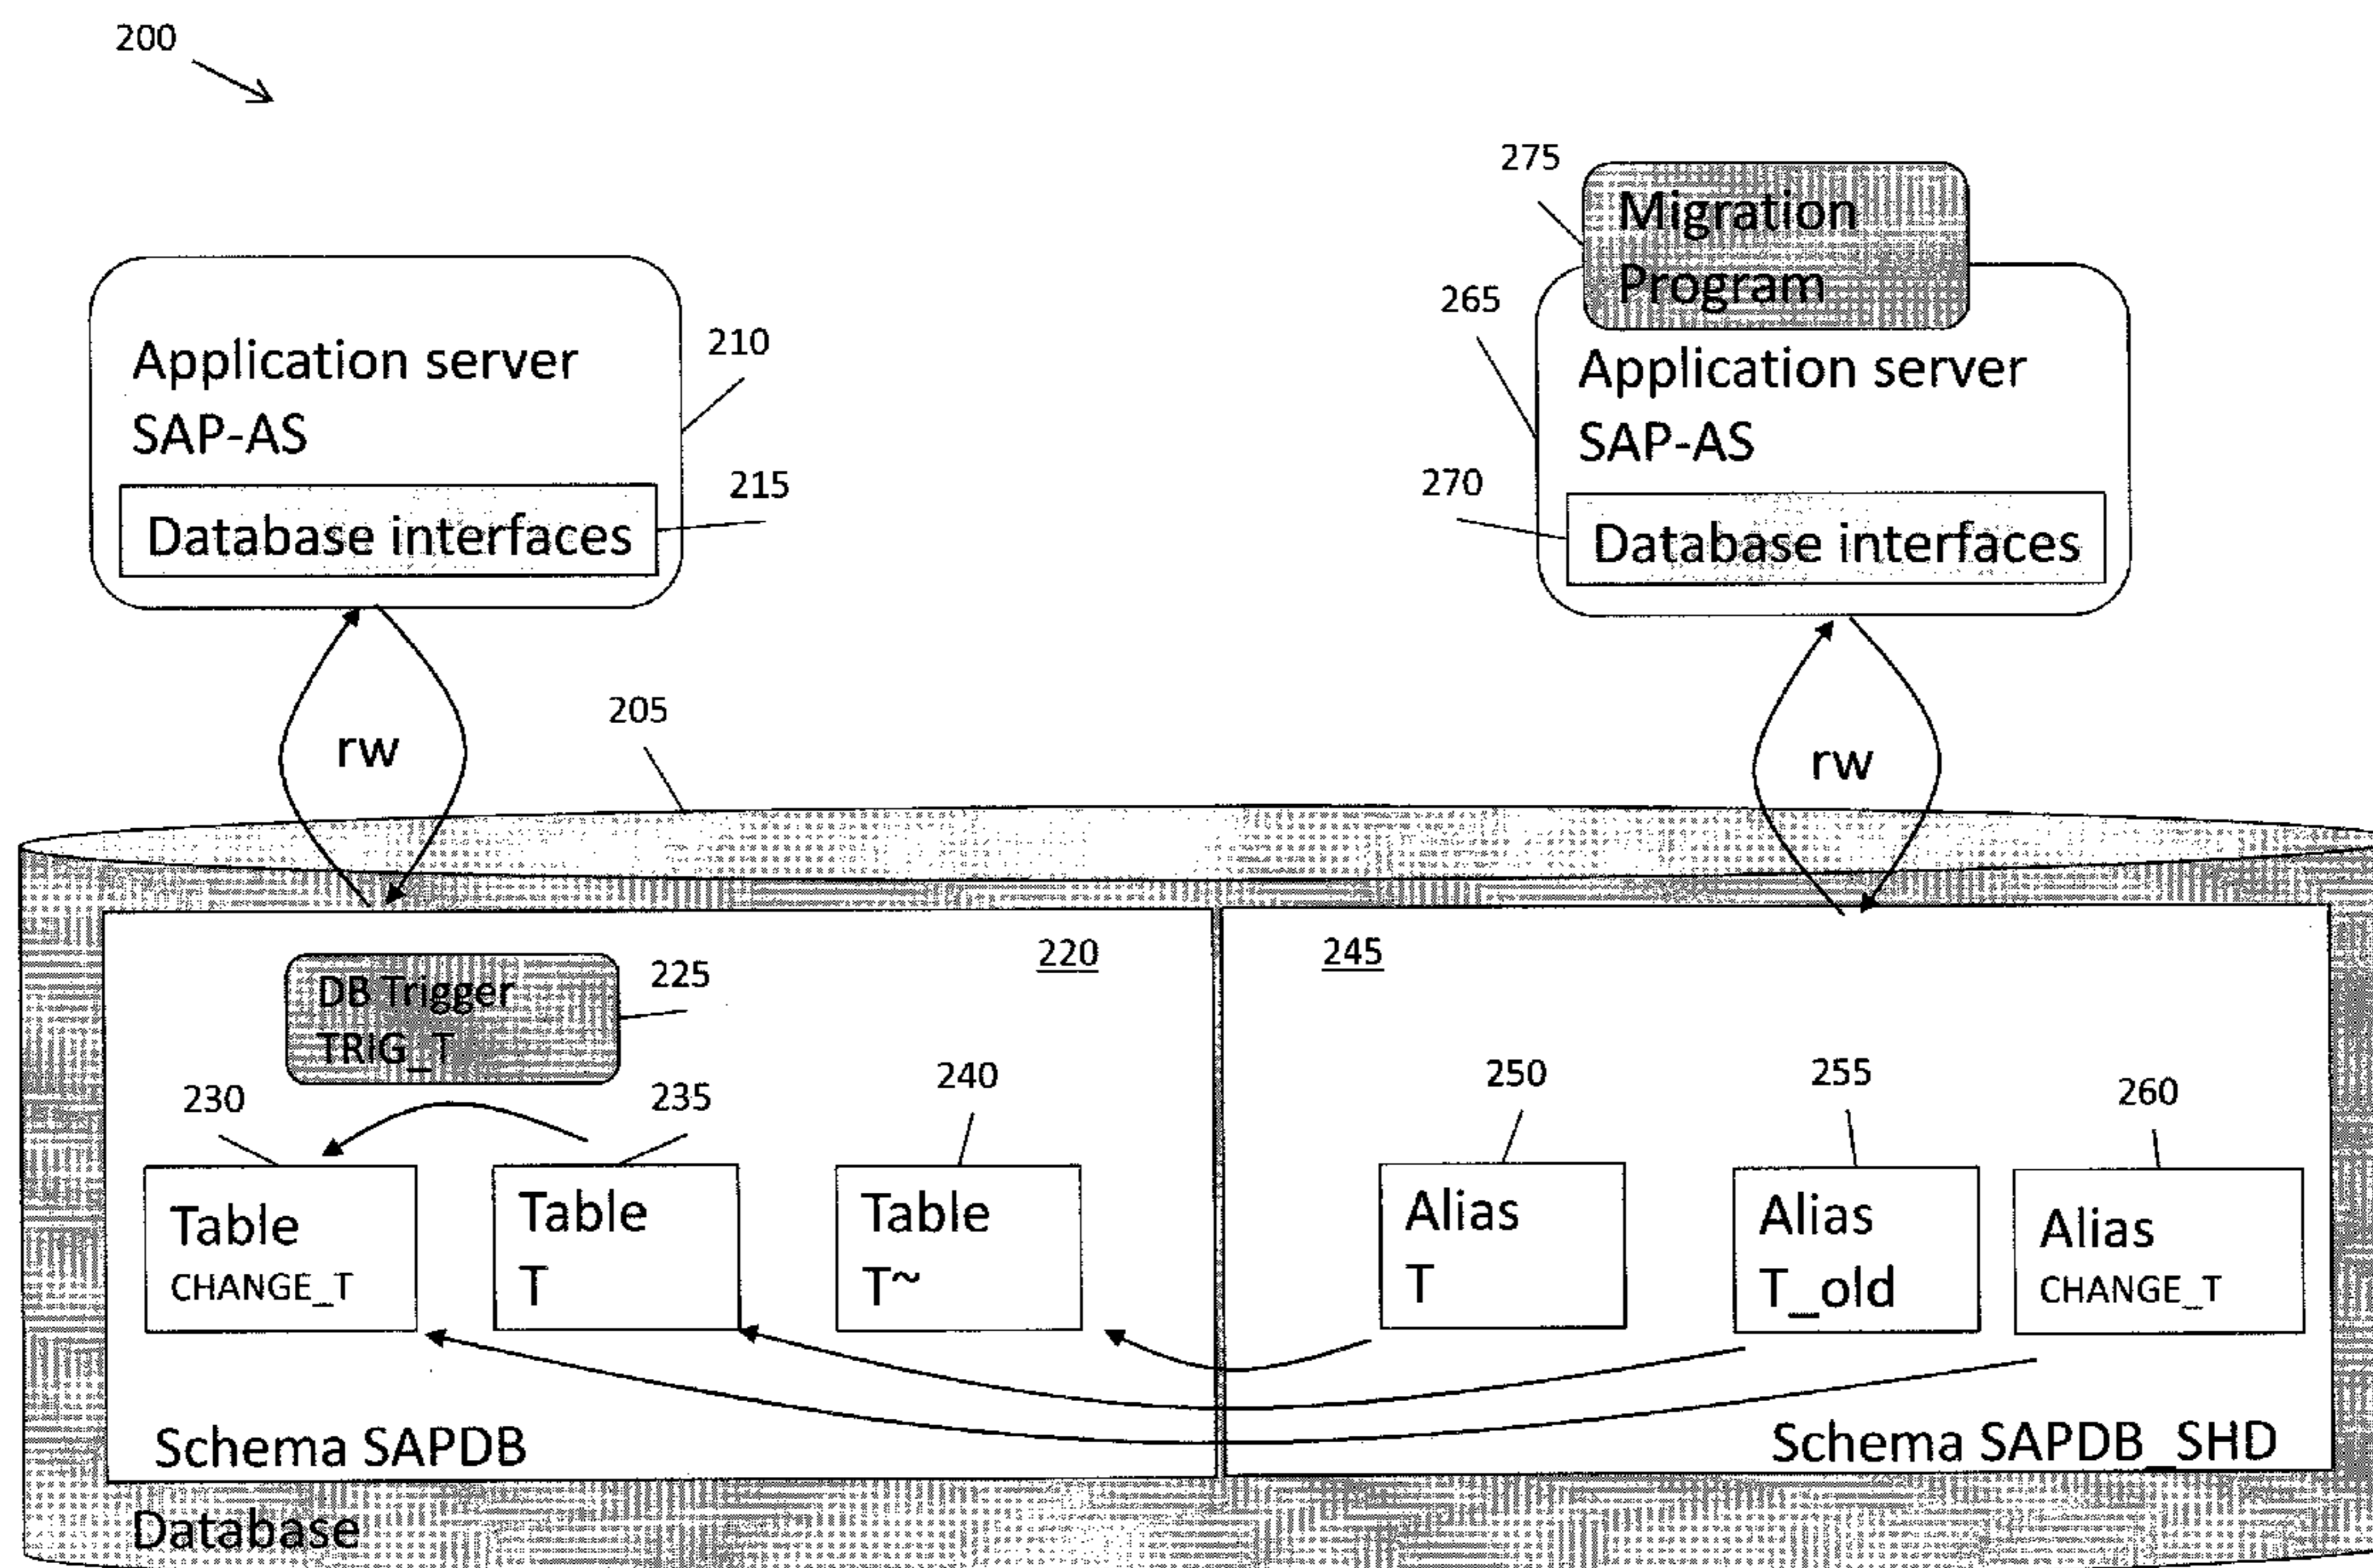 200
275
Migration
Program
265
Application server
SAP-AS
210
Application server
SAP-AS
215
Database interfaces
270
Database interfaces
rw
205
rw
220
245
DB Trigger
TRIG_T
225
230
235
240
250
255
260
Table
CHANGE_T
Table
T
Table
T~
Alias
T
Alias
T_old
Alias
CHANGE_T
Schema SAPDB
Schema SAPDB_SHD
Database